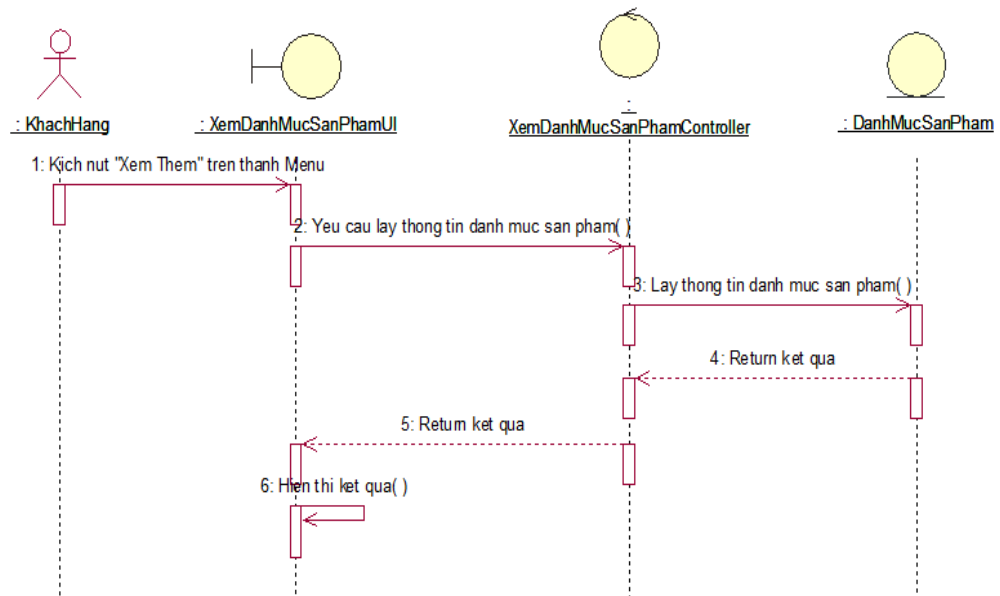 : KhachHang
: XemDanhMucSanPhamUI
:
XemDanhMucSanPhamController
: DanhMucSanPham
1: Kich nut "Xem Them" tren thanh Menu
2: Yeu cau lay thong tin danh muc san pham( )
3: Lay thong tin danh muc san pham( )
4: Return ket qua
5: Return ket qua
6: Hien thi ket qua( )